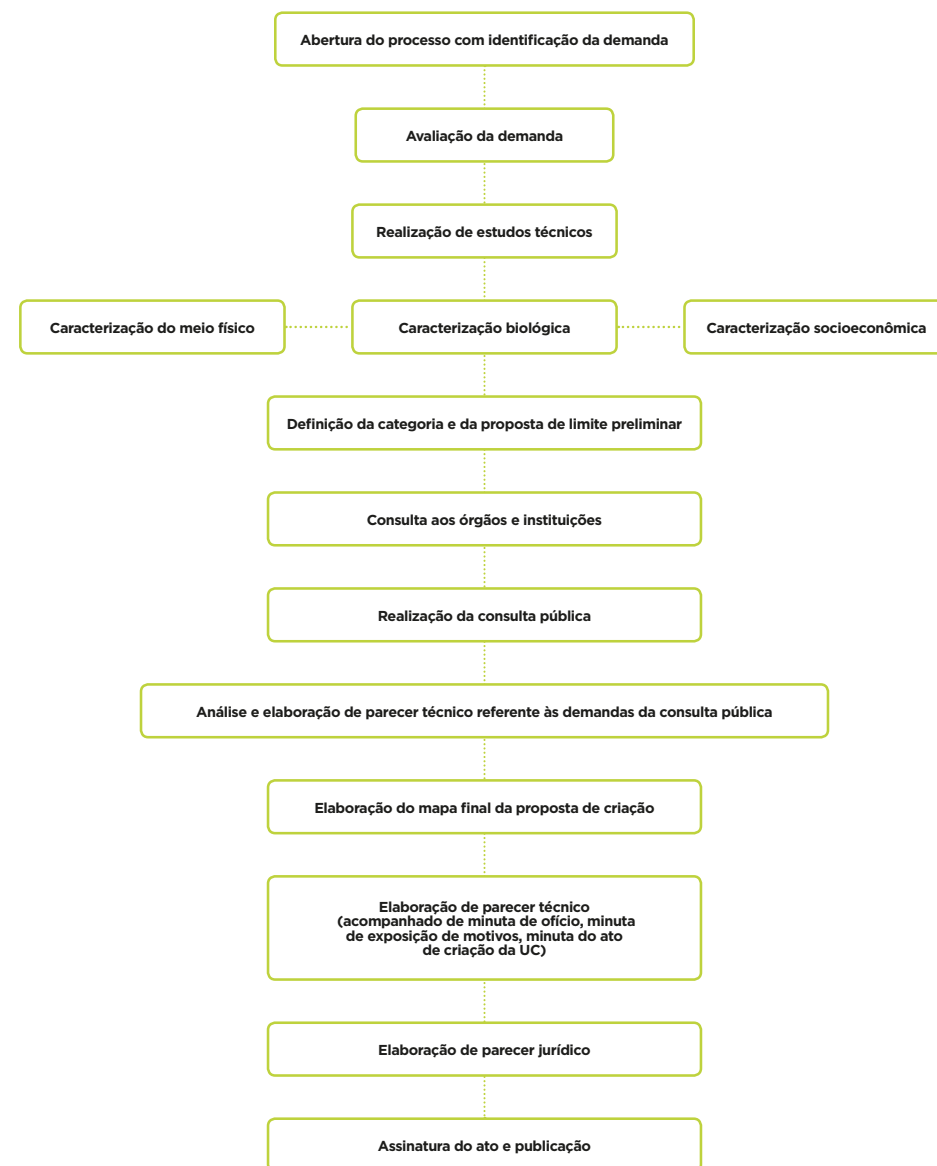 Abertura do processo com identificação da demanda
Avaliação da demanda
Realização de estudos técnicos
Caracterização do meio físico
Caracterização biológica
Caracterização socioeconômica
Definição da categoria e da proposta de limite preliminar
Consulta aos órgãos e instituições
Realização da consulta pública
Análise e elaboração de parecer técnico referente às demandas da consulta pública
Elaboração do mapa final da proposta de criação
Elaboração de parecer técnico
(acompanhado de minuta de ofício, minuta
de exposição de motivos, minuta do ato
de criação da UC)
Elaboração de parecer jurídico
Assinatura do ato e publicação